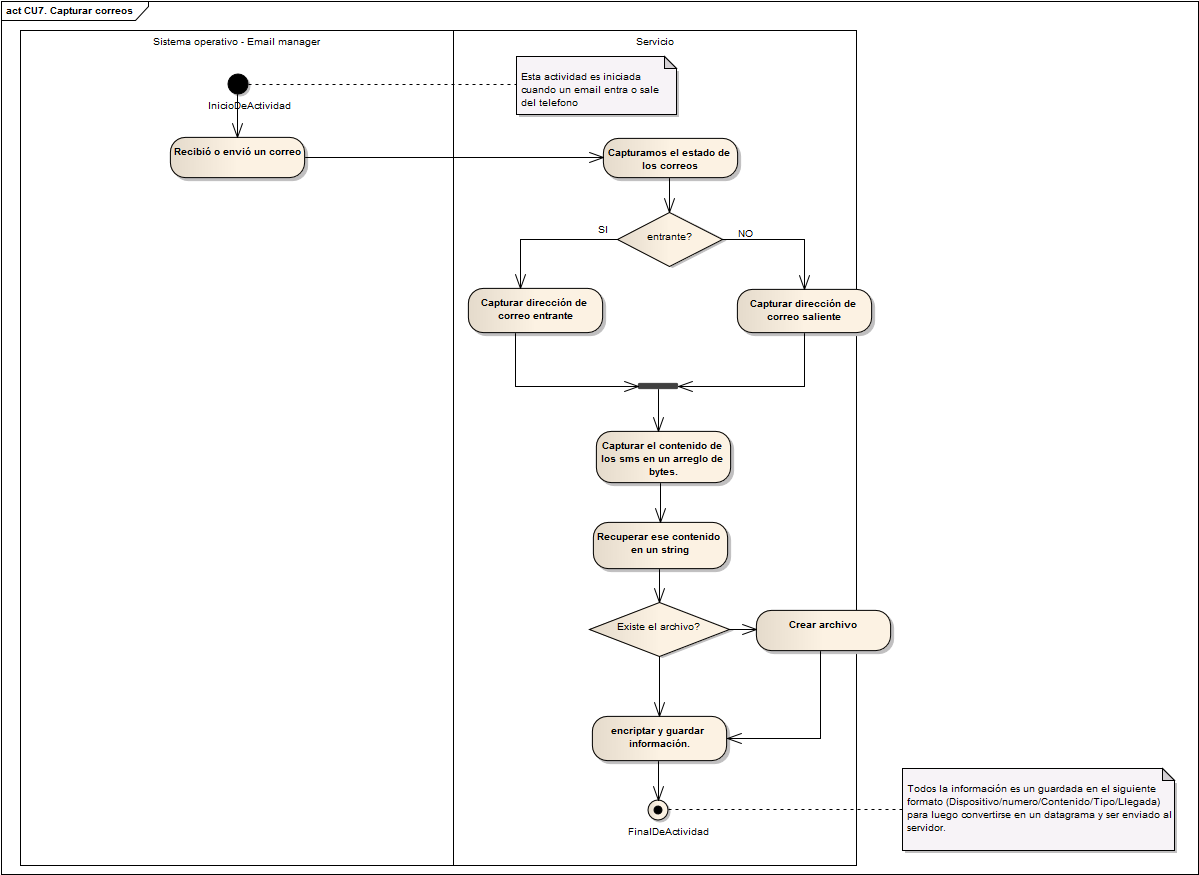 act CU7. Capturar correos
Sistema operativo - Email manager
Servicio
Esta actividad es iniciada
cuando un email entra o sale
del telefono
InicioDeActividad
Recibió o envió un correo
Capturamos el estado de
los correos
SI
entrante?
NO
Capturar dirección de
correo entrante
Capturar dirección de
correo saliente
Capturar el contenido de
los sms en un arreglo de
bytes.
Recuperar ese contenido
en un string
Existe el archivo?
Crear archivo
encriptar y guardar
información.
Todos la información es un guardada en el siguiente
formato (Dispositivo/numero/Contenido/Tipo/Llegada)
para luego convertirse en un datagrama y ser enviado al
servidor.
FinalDeActividad